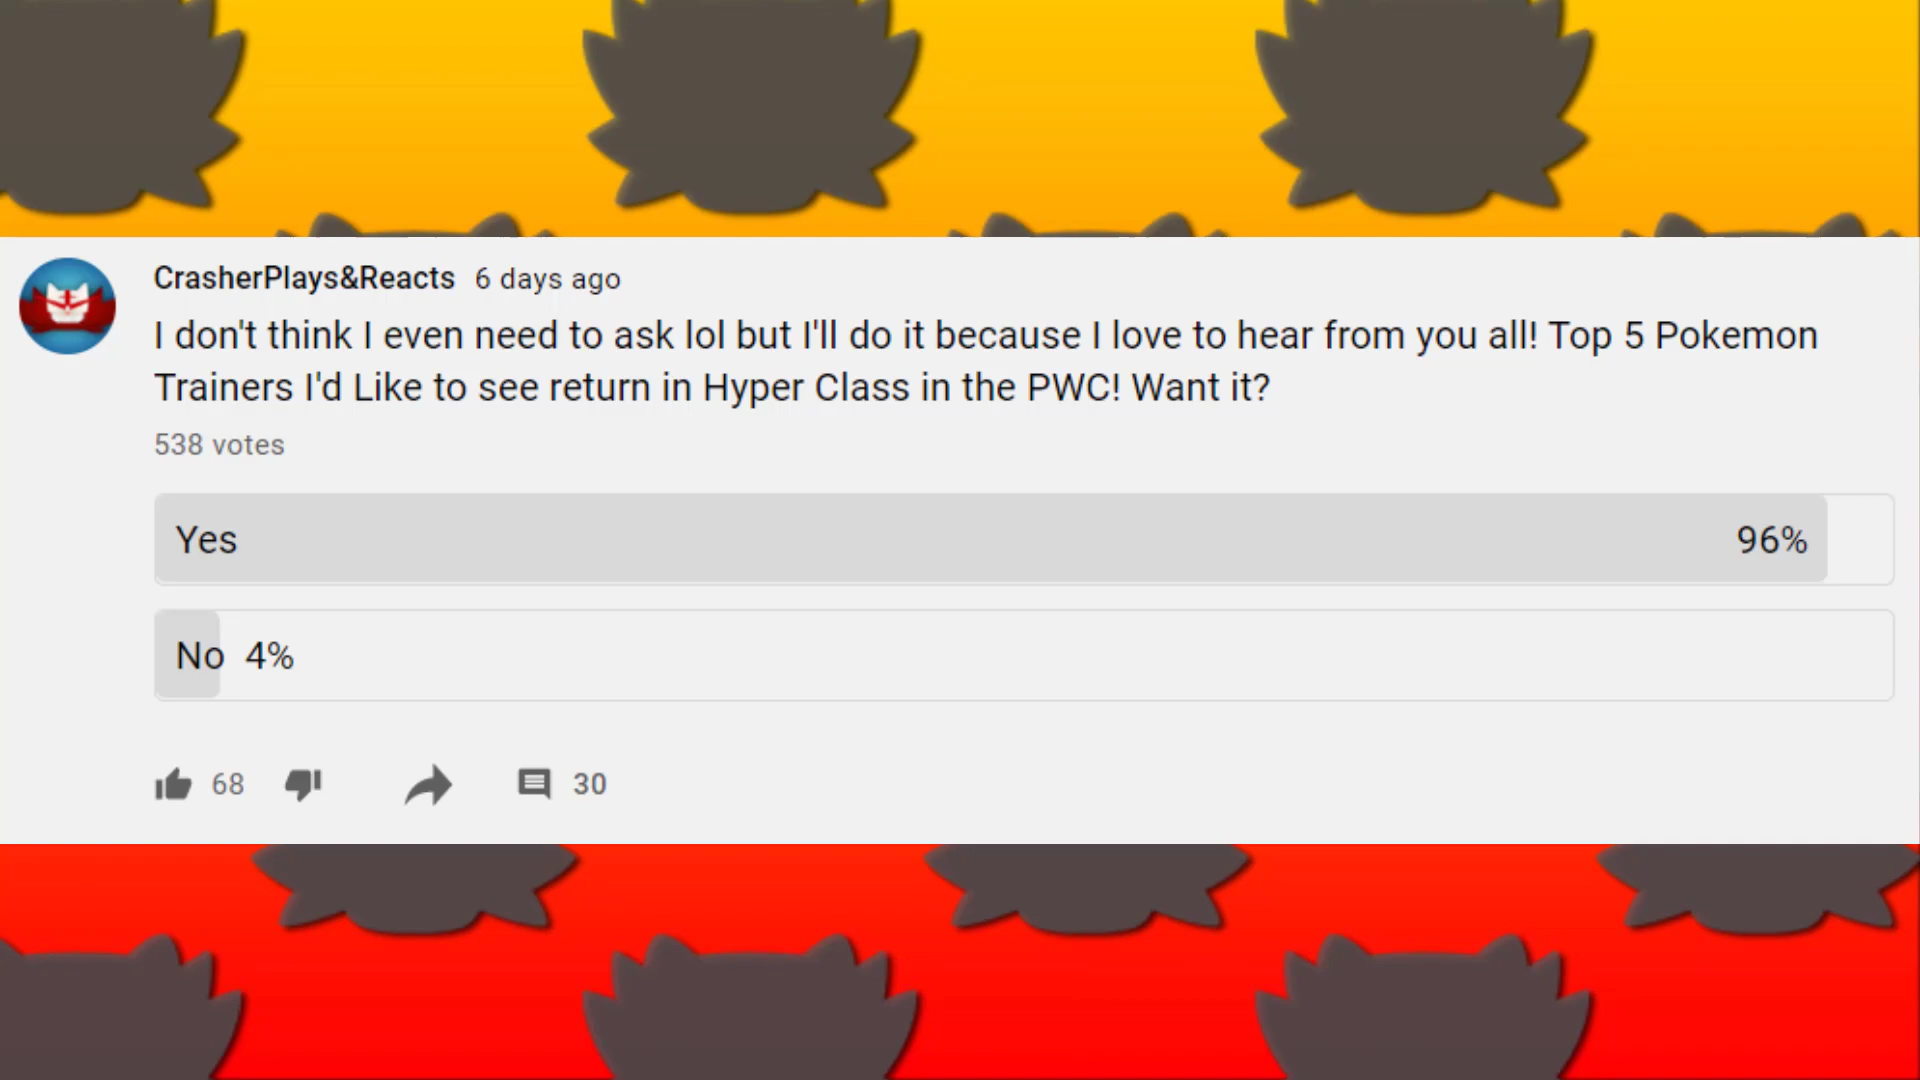 CrasherPlays&Reacts 6 days ago
I don't think I even need to ask lol but I'll do it because I love to hear from you all! Top 5 Pokemon
Trainers I'd Like to see return in Hyper Class in the PWC! Want it?
538 votes
Yes 96%
No 4%
68 30